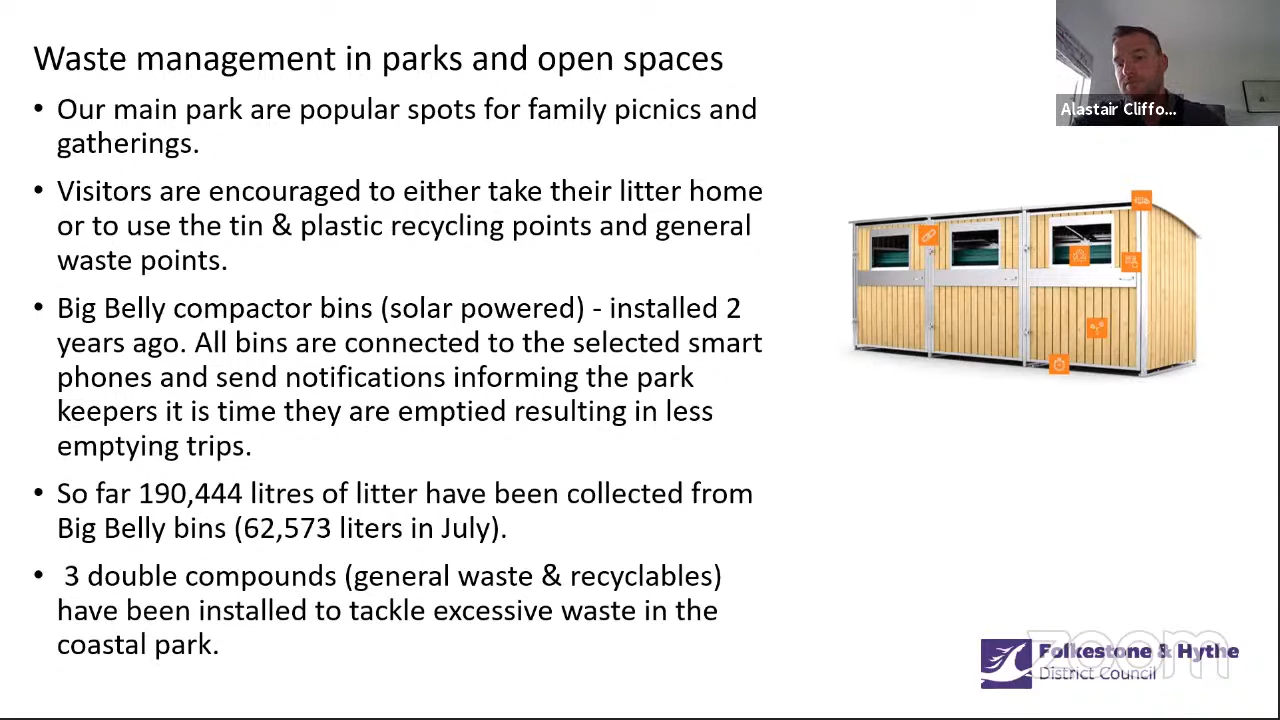 Waste management in parks and open spaces
Alastair Cliffo...
• Our main park are popular spots for family picnics and
gatherings.
• Visitors are encouraged to either take their litter home
or to use the tin & plastic recycling points and general
waste points.
• Big Belly compactor bins (solar powered) - installed 2
years ago. All bins are connected to the selected smart
phones and send notifications informing the park
keepers it is time they are emptied resulting in less
emptying trips.
• So far 190,444 litres of litter have been collected from
Big Belly bins (62,573 liters in July).
• 3 double compounds (general waste & recyclables)
have been installed to tackle excessive waste in the
coastal park.
zoom
Folkestone & Hythe
District Council